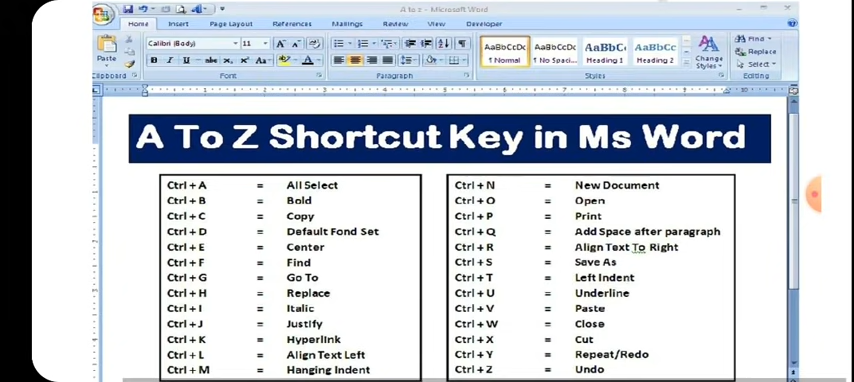 A to z - Microsoft Word
Home Insert Page Layout References Mailings Review View Developer
Calibri (Body) 11
AaBbCcDc AaBbCcDc AaBbC AaBbCc
Paste
¶ Normal ¶ No Spaci... Heading 1 Heading 2
Change Styles
Find
Replace
Select
Clipboard Font Paragraph Styles Editing
A To Z Shortcut Key in Ms Word
Ctrl + A = All Select
Ctrl + B = Bold
Ctrl + C = Copy
Ctrl + D = Default Fond Set
Ctrl + E = Center
Ctrl + F = Find
Ctrl + G = Go To
Ctrl + H = Replace
Ctrl + I = Italic
Ctrl + J = Justify
Ctrl + K = Hyperlink
Ctrl + L = Align Text Left
Ctrl + M = Hanging Indent
Ctrl + N = New Document
Ctrl + O = Open
Ctrl + P = Print
Ctrl + Q = Add Space after paragraph
Ctrl + R = Align Text To Right
Ctrl + S = Save As
Ctrl + T = Left Indent
Ctrl + U = Underline
Ctrl + V = Paste
Ctrl + W = Close
Ctrl + X = Cut
Ctrl + Y = Repeat/Redo
Ctrl + Z = Undo